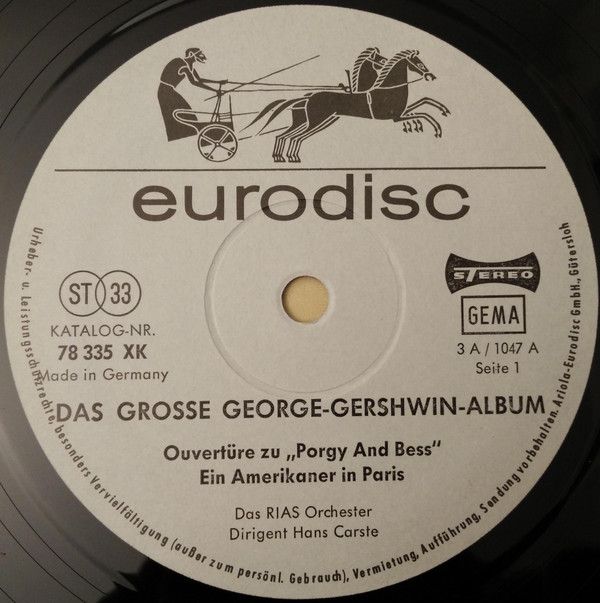 eurodisc
ST 33
KATALOG-NR.
78 335 XK
Made in Germany
STEREO
GEMA
3 A / 1047 A
Seite 1
DAS GROSSE GEORGE-GERSHWIN-ALBUM
Ouvertüre zu „Porgy And Bess"
Ein Amerikaner in Paris
Das RIAS Orchester
Dirigent Hans Carste
Urheber- u. Leistungsschutzrechte, besonders Vervielfältigung (außer zum persönl. Gebrauch), Vermietung, Aufführung, Sendung vorbehalten. Ariola-Eurodisc GmbH., Gütersloh